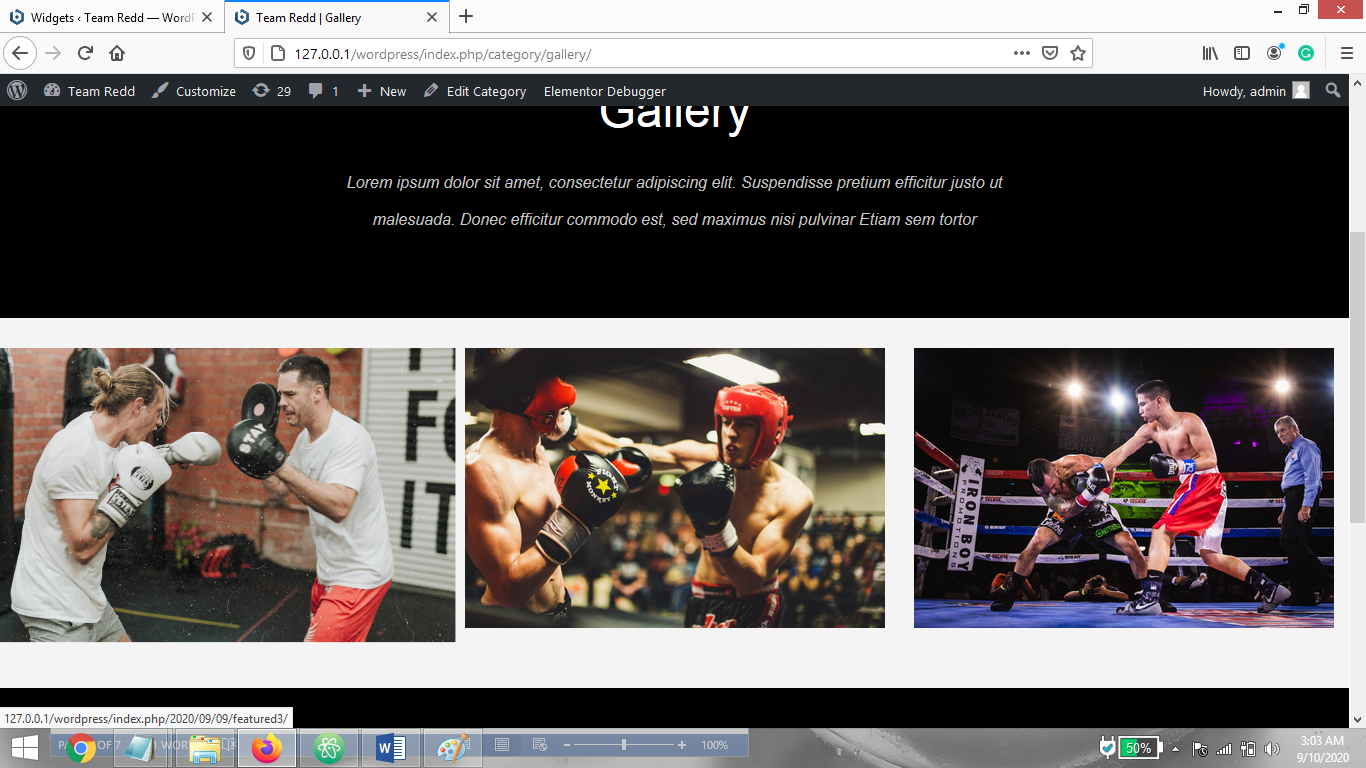 Widgets ‹ Team Redd — WordP
Team Redd | Gallery
127.0.0.1/wordpress/index.php/category/gallery/
Team Redd
Customize
29
1
New
Edit Category
Elementor Debugger
Howdy, admin
Gallery
Lorem ipsum dolor sit amet, consectetur adipiscing elit. Suspendisse pretium efficitur justo ut
malesuada. Donec efficitur commodo est, sed maximus nisi pulvinar Etiam sem tortor
STAY
FO
IT
IRON BOY
PROMOTIONS
TECATE
127.0.0.1/wordpress/index.php/2020/09/09/featured3/
OF 7
WOR
100%
50%
3:03 AM
9/10/2020